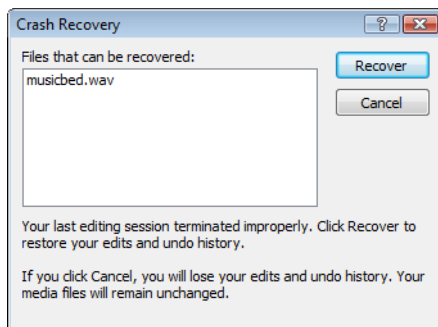 Crash Recovery
Files that can be recovered:
musicbed.wav
Recover
Cancel
Your last editing session terminated improperly. Click Recover to
restore your edits and undo history.
If you click Cancel, you will lose your edits and undo history. Your
media files will remain unchanged.